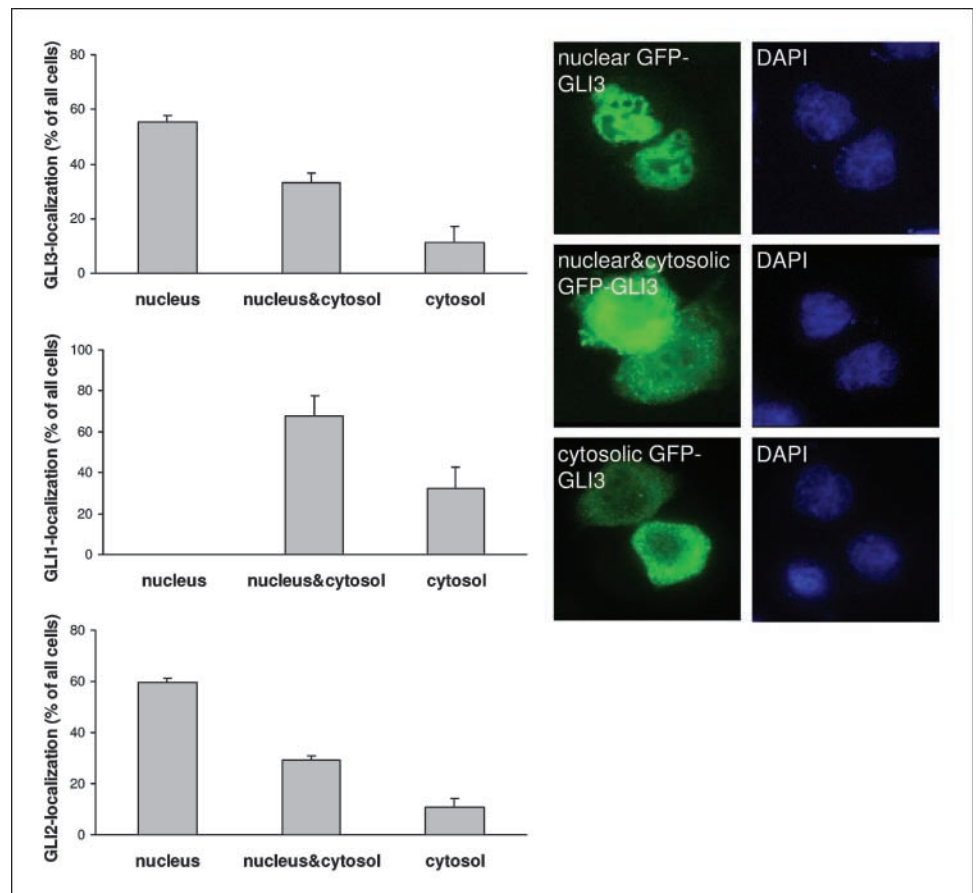 GLI3-localization (% of all cells)
80
60
40
20
0
nucleus nucleus&cytosol cytosol
GLI1-localization (% of all cells)
100
80
60
40
20
0
nucleus nucleus&cytosol cytosol
GLI2-localization (% of all cells)
80
60
40
20
0
nucleus nucleus&cytosol cytosol
nuclear GFP-
GLI3
DAPI
nuclear&cytosolic
GFP-GLI3
DAPI
cytosolic GFP-
GLI3
DAPI